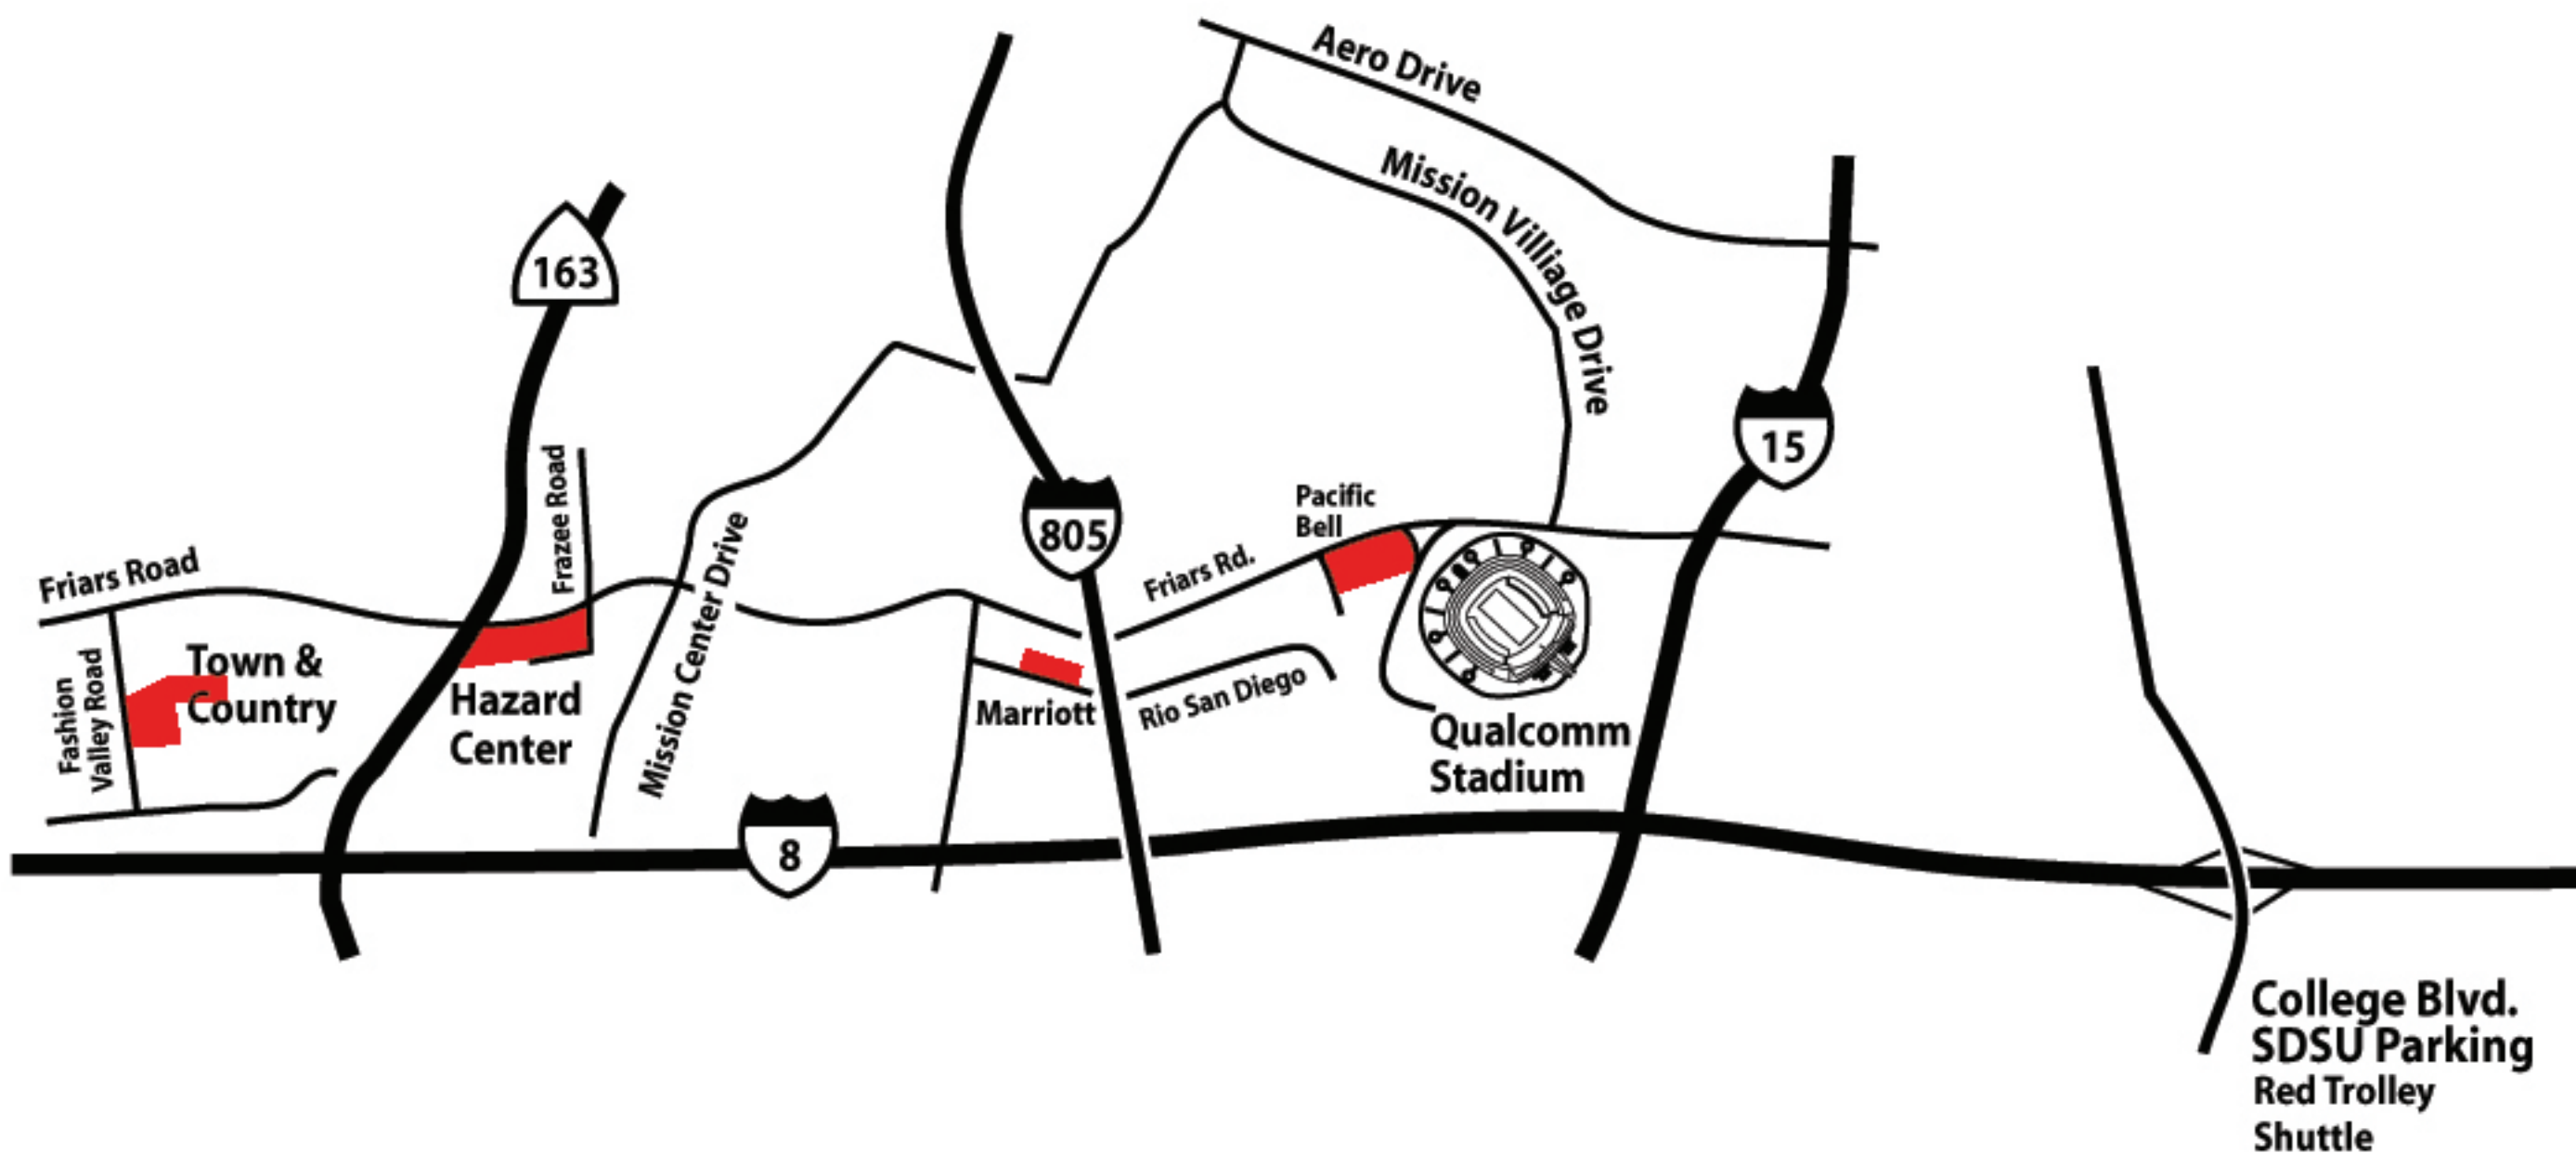 Aero Drive
Mission Villiage Drive
163
15
805
Frazee Road
Pacific
Bell
Friars Road
Friars Rd.
Mission Center Drive
Fashion
Valley Road
Town &
Country
Hazard
Center
Marriott
Rio San Diego
Qualcomm
Stadium
8
College Blvd.
SDSU Parking
Red Trolley
Shuttle